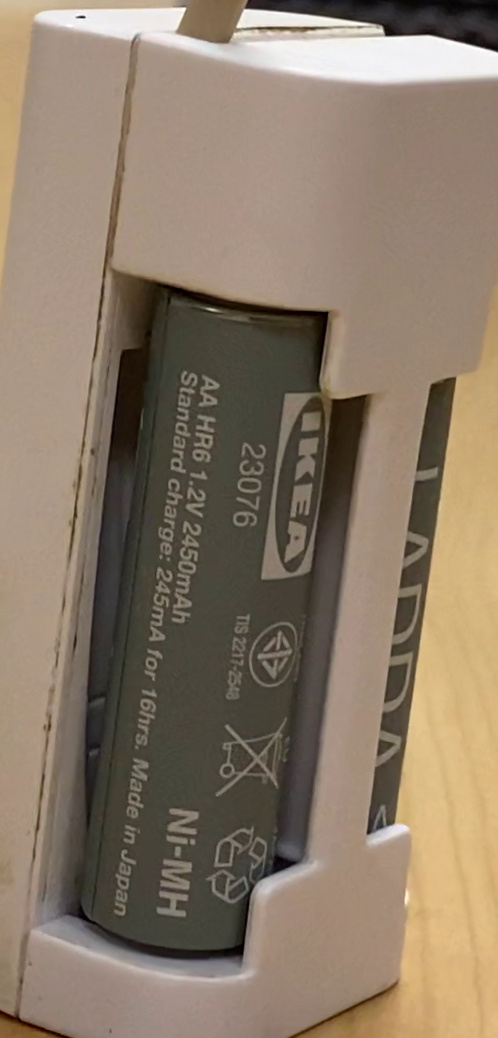 IKEA
23076
AA HR6 1.2V 2450mAh
Standard charge: 245mA for 16hrs. Made in Japan
TIS 2217-2548
Ni-MH
LADDA